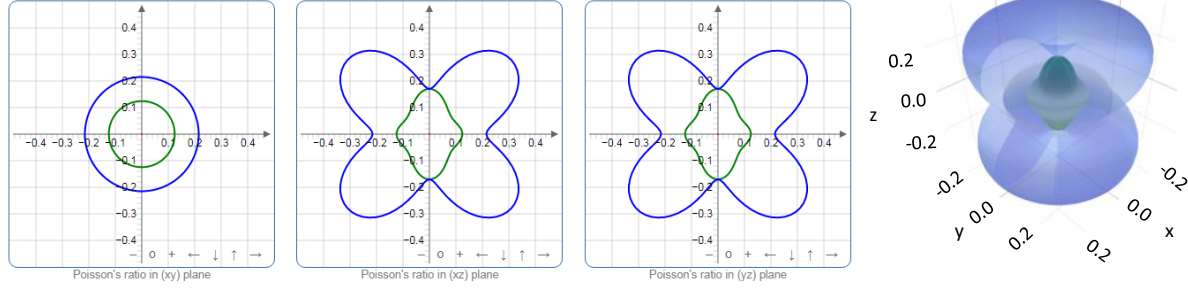 0.4
0.3
0.2
0.1
−0.4 −0.3 −0.2 −0.1 0.1 0.2 0.3 0.4
−0.1
−0.2
−0.3
−0.4
− o + ← ↓ ↑ →
Poisson's ratio in (xy) plane
0.4
0.3
0.2
0.1
−0.4 −0.3 −0.2 −0.1 0.1 0.2 0.3 0.4
−0.1
−0.2
−0.3
−0.4
− o + ← ↓ ↑ →
Poisson's ratio in (xz) plane
0.4
0.3
0.2
0.1
−0.4 −0.3 −0.2 −0.1 0.1 0.2 0.3 0.4
−0.1
−0.2
−0.3
−0.4
− o + ← ↓ ↑ →
Poisson's ratio in (yz) plane
0.2
0.0
z
-0.2
-0.2
y 0.0
0.2
-0.2
0.0 x
0.2